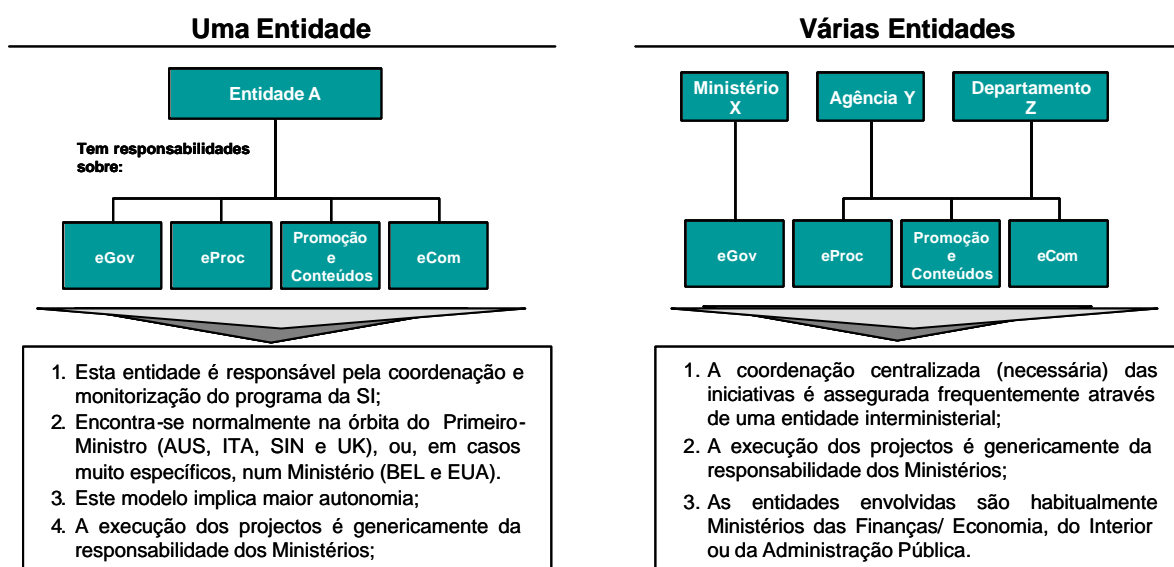 Uma Entidade
Entidade A
Tem responsabilidades
sobre:
eGov
eProc
Promoção
e
Conteúdos
eCom
1. Esta entidade é responsável pela coordenação e
monitorização do programa da SI;
2. Encontra-se normalmente na órbita do Primeiro-
Ministro (AUS, ITA, SIN e UK), ou, em casos
muito específicos, num Ministério (BEL e EUA).
3. Este modelo implica maior autonomia;
4. A execução dos projectos é genericamente da
responsabilidade dos Ministérios;
Várias Entidades
Ministério
X
Agência Y
Departamento
Z
eGov
eProc
Promoção
e
Conteúdos
eCom
1. A coordenação centralizada (necessária) das
iniciativas é assegurada frequentemente através
de uma entidade interministerial;
2. A execução dos projectos é genericamente da
responsabilidade dos Ministérios;
3. As entidades envolvidas são habitualmente
Ministérios das Finanças/ Economia, do Interior
ou da Administração Pública.